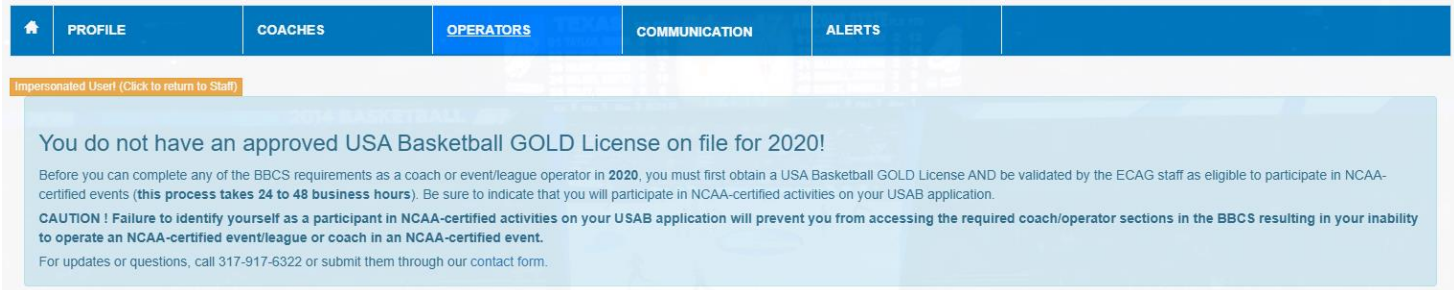 PROFILE COACHES OPERATORS COMMUNICATION ALERTS
Impersonated User! (Click to return to Staff)
You do not have an approved USA Basketball GOLD License on file for 2020!
Before you can complete any of the BBCS requirements as a coach or event/league operator in 2020, you must first obtain a USA Basketball GOLD License AND be validated by the ECAG staff as eligible to participate in NCAA-
certified events (this process takes 24 to 48 business hours). Be sure to indicate that you will participate in NCAA-certified activities on your USAB application.
CAUTION ! Failure to identify yourself as a participant in NCAA-certified activities on your USAB application will prevent you from accessing the required coach/operator sections in the BBCS resulting in your inability
to operate an NCAA-certified event/league or coach in an NCAA-certified event.
For updates or questions, call 317-917-6322 or submit them through our contact form.